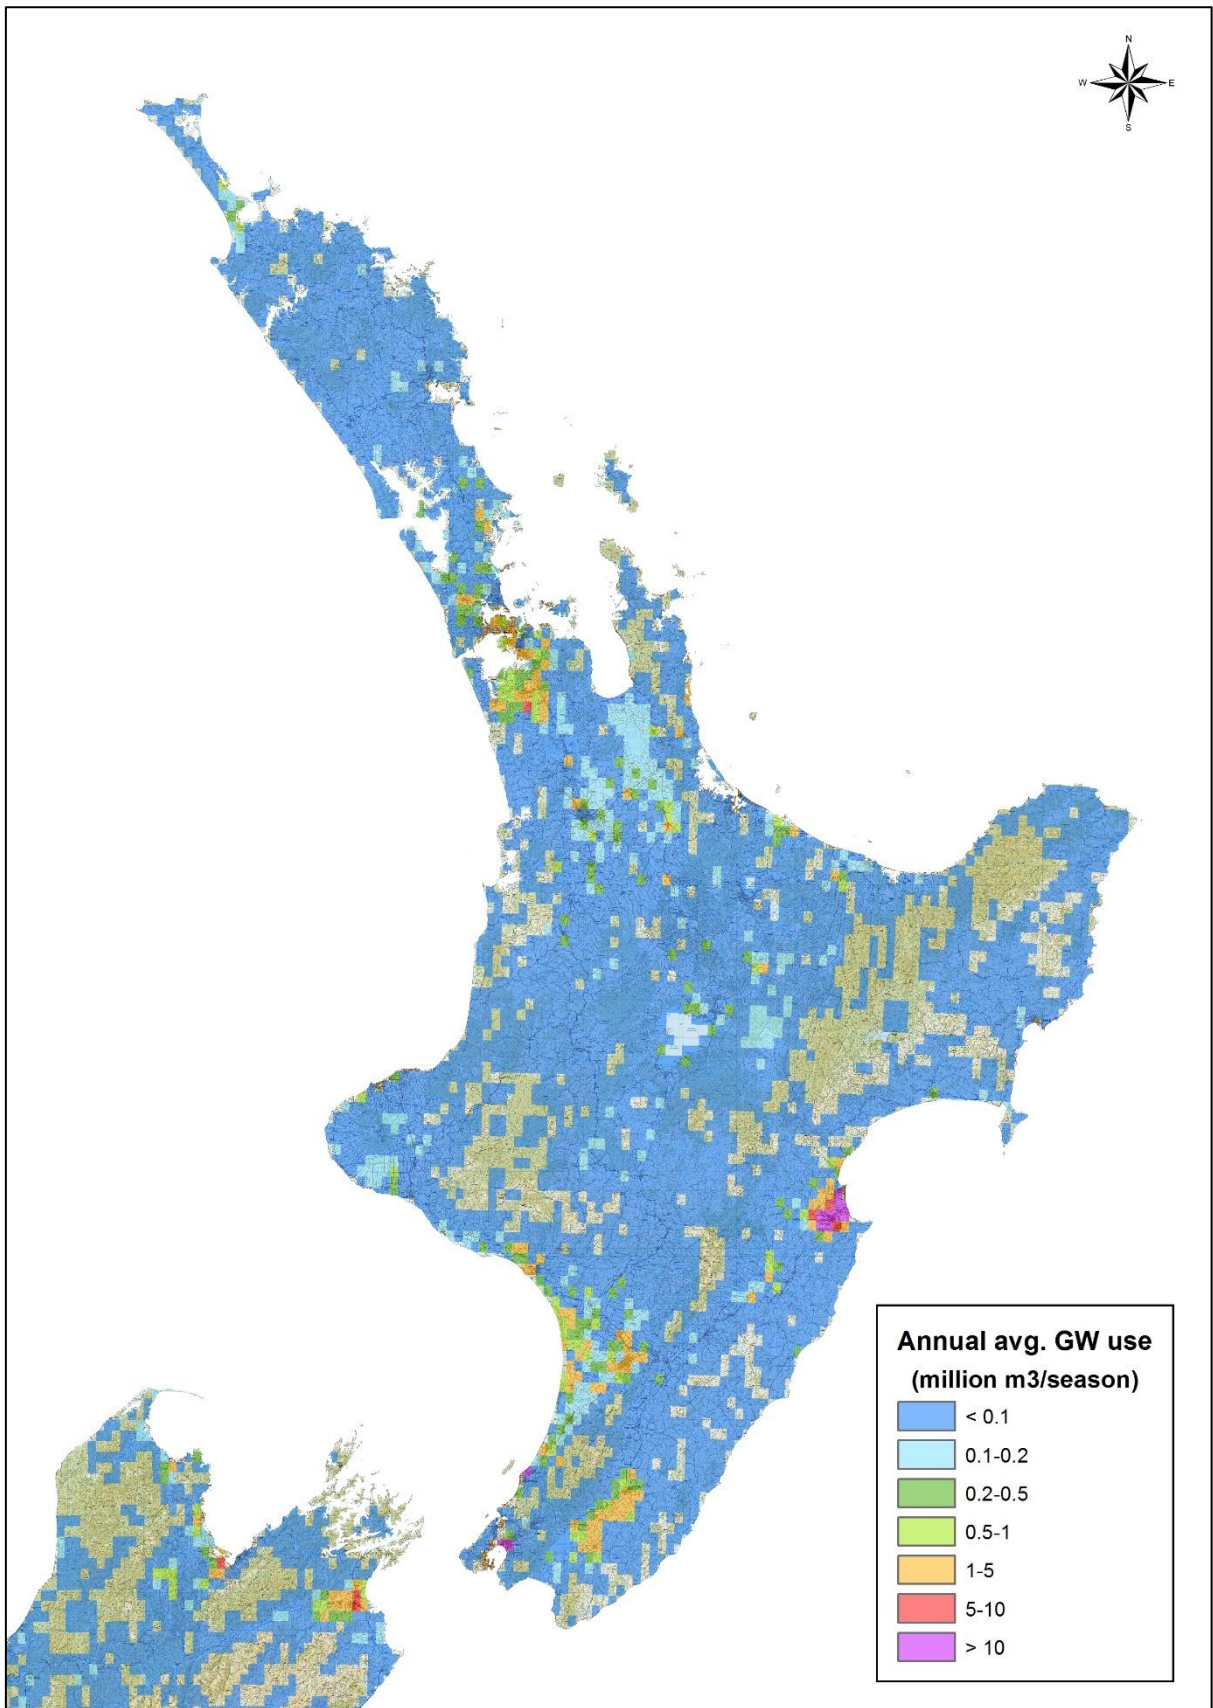 N
W
E
S
Annual avg. GW use
(million m3/season)
< 0.1
0.1-0.2
0.2-0.5
0.5-1
1-5
5-10
> 10